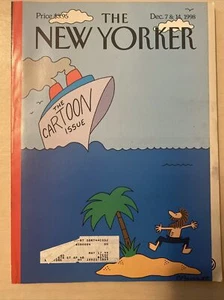 Price $3.95
THE
Dec. 7 & 14, 1998
NEW YORKER
THE
CARTOON
ISSUE